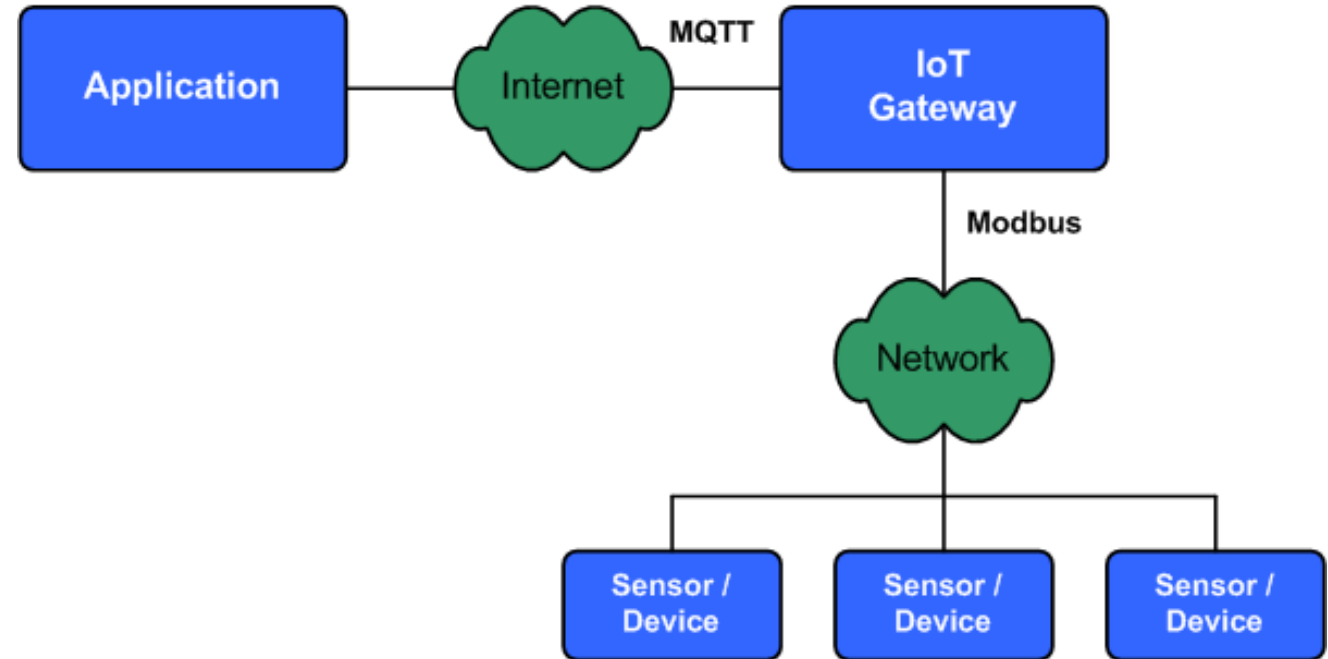 Application
Internet
MQTT
IoT
Gateway
Modbus
Network
Sensor /
Device
Sensor /
Device
Sensor /
Device